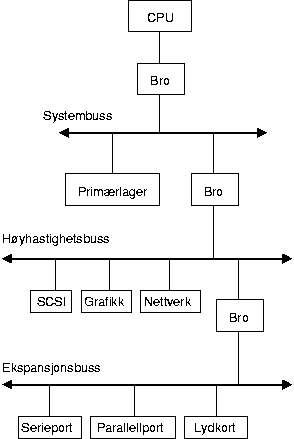 CPU
Bro
Systembuss
Primærlager
Bro
Høyhastighetsbuss
SCSI
Grafikk
Nettverk
Bro
Ekspansjonsbuss
Serieport
Parallellport
Lydkort